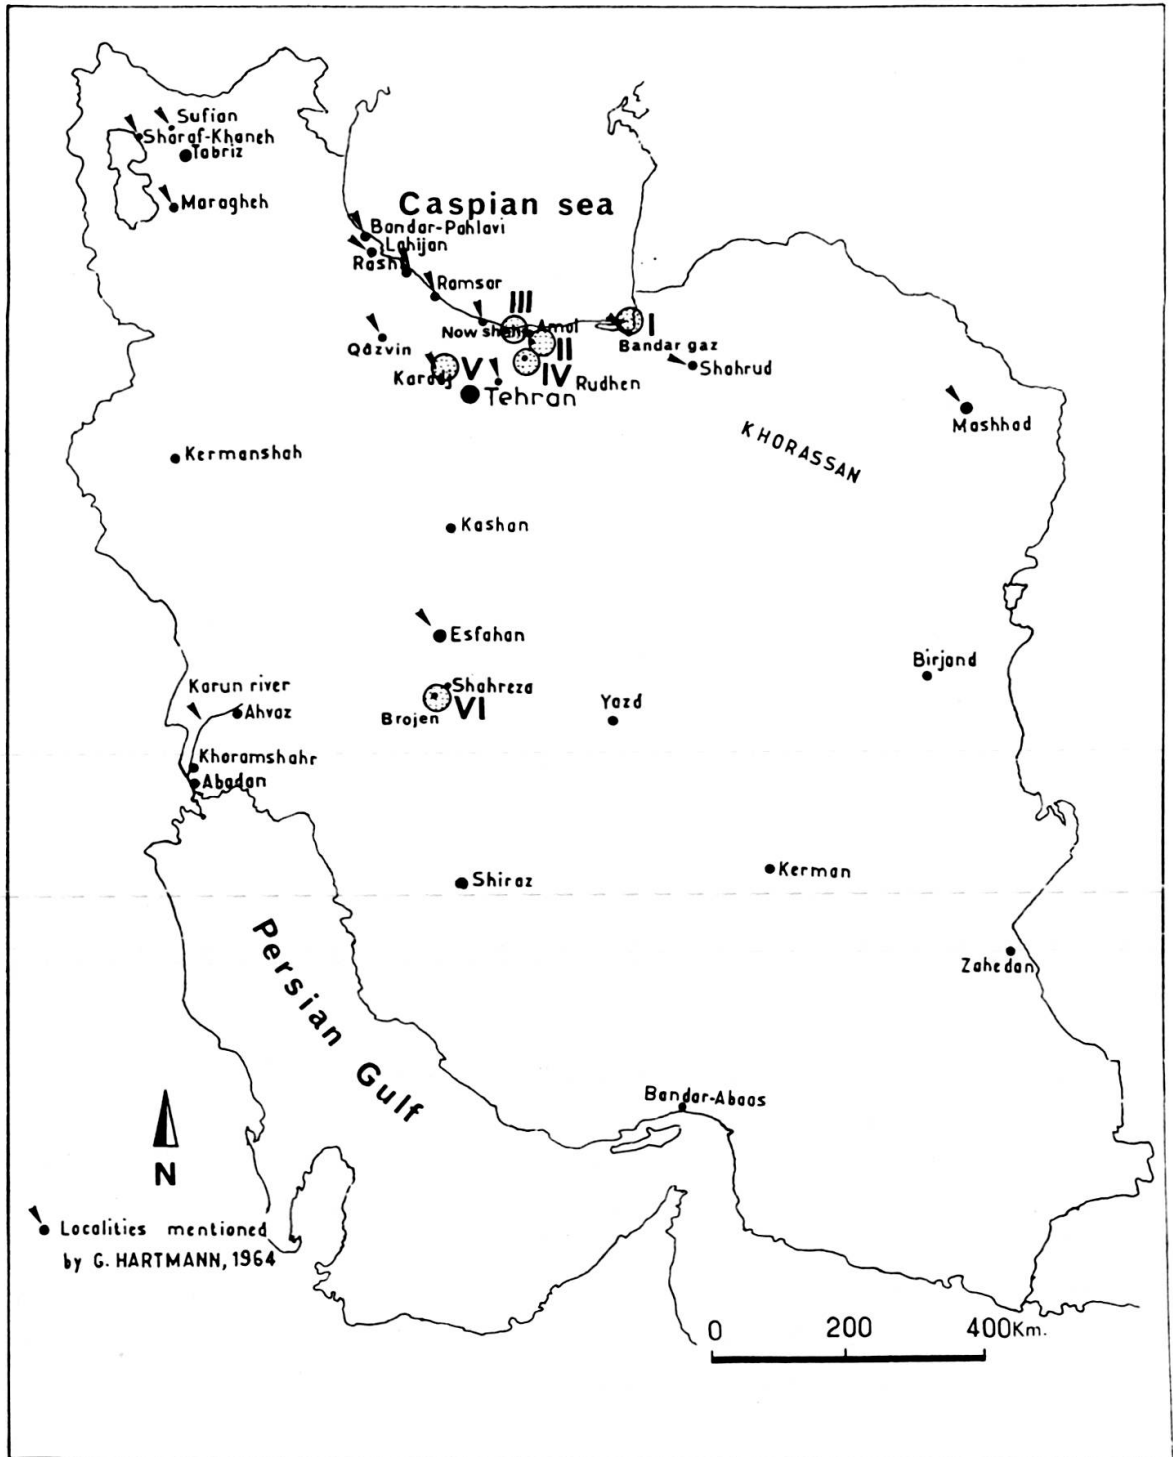 Sufian
Sharaf-Khaneh
Tabriz
Maragheh
Caspian sea
Bandar-Pahlavi
Lahijan
Rasht
Ramsar
III
Now shahr
Amol
I
II
Bandar gaz
Qazvin
Shahrud
Karadj
V
IV
Rudhen
Tehran
Mashhad
KHORASSAN
Kermanshah
Kashan
Esfahan
Birjand
Karun river
Shahreza
Ahvaz
Brojen
VI
Yazd
Khoramshahr
Abadan
Shiraz
Kerman
Persian Gulf
Zahedan
Bandar-Abaas
N
Localities mentioned
by G. HARTMANN, 1964
0 200 400Km.